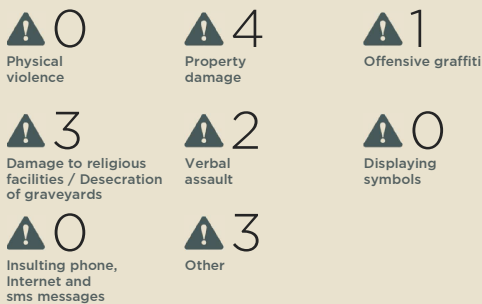 0
Physical
violence
4
Property
damage
1
Offensive graffiti
3
Damage to religious
facilities / Desecration
of graveyards
2
Verbal
assault
0
Displaying
symbols
0
Insulting phone,
Internet and
sms messages
3
Other